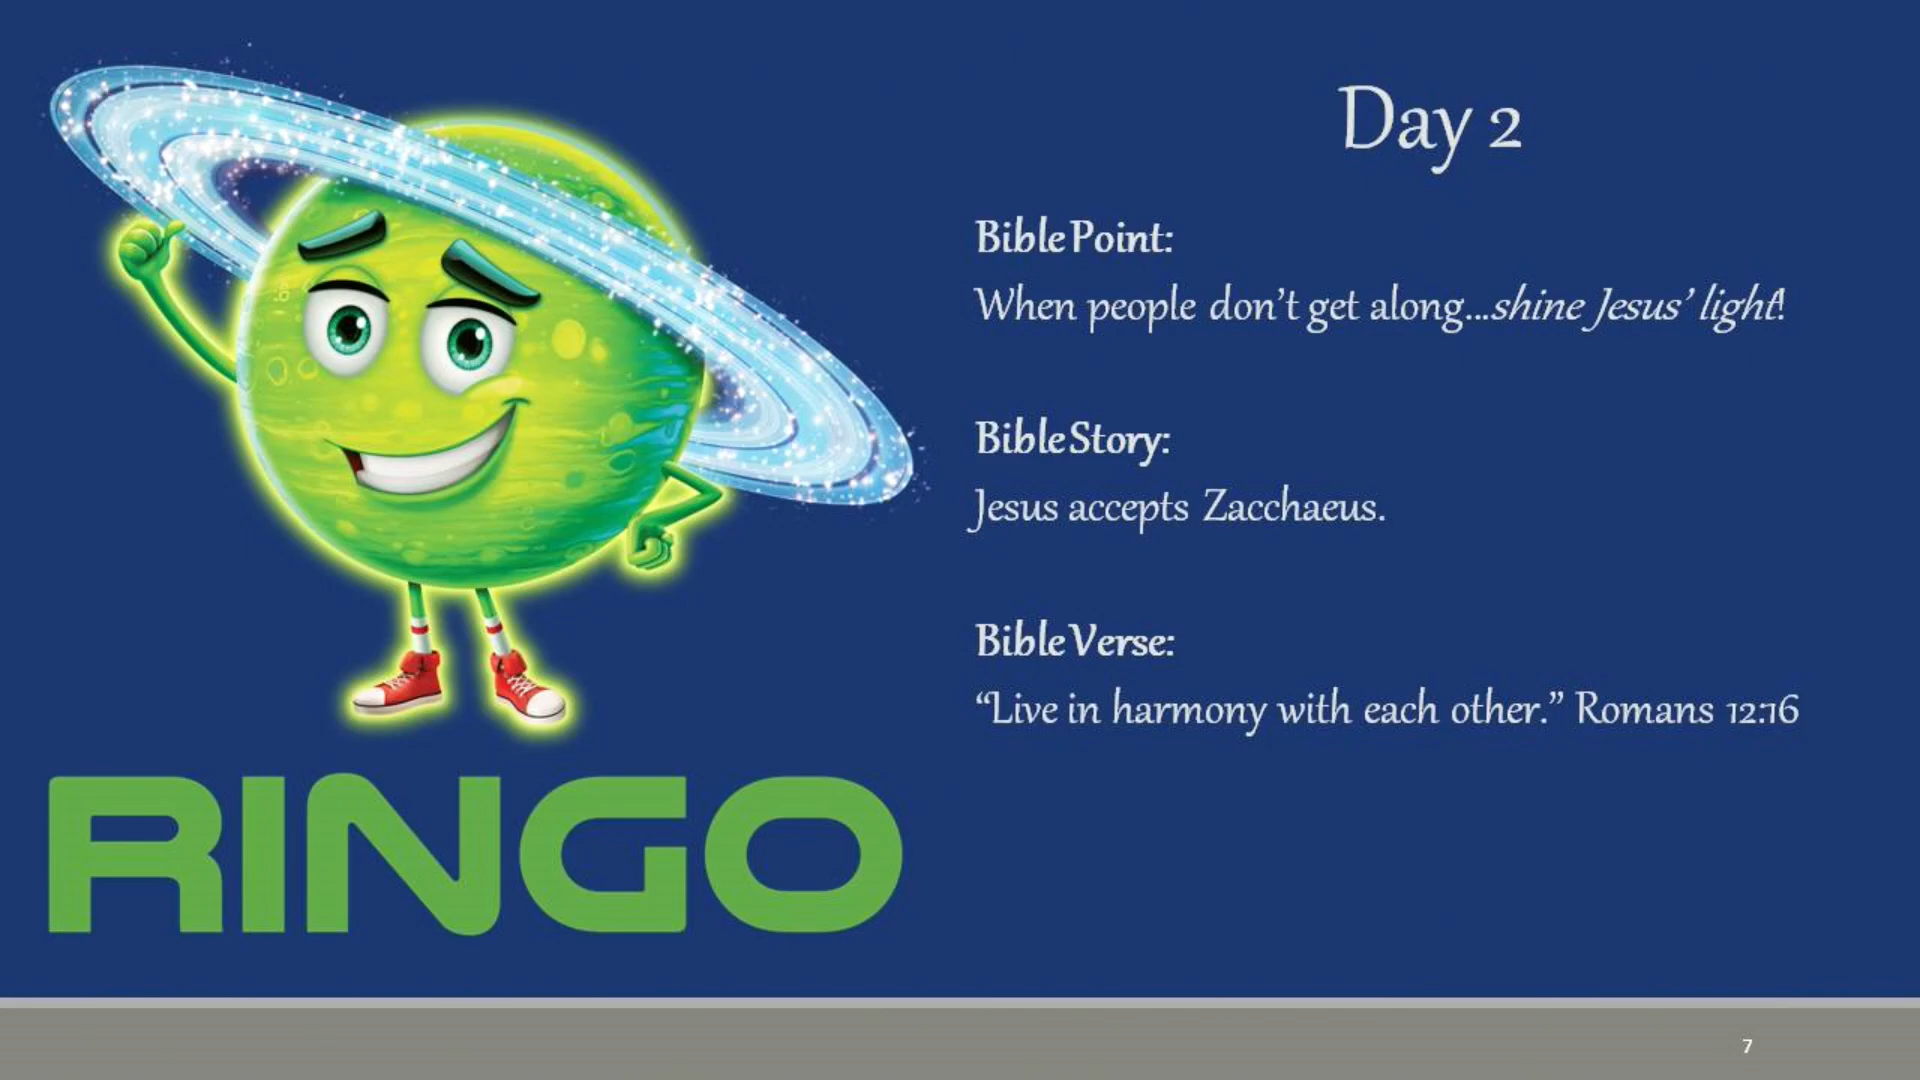 Day 2
Bible Point:
When people don’t get along...shine Jesus’ light!
Bible Story:
Jesus accepts Zacchaeus.
Bible Verse:
“Live in harmony with each other.” Romans 12:16
RINGO
7